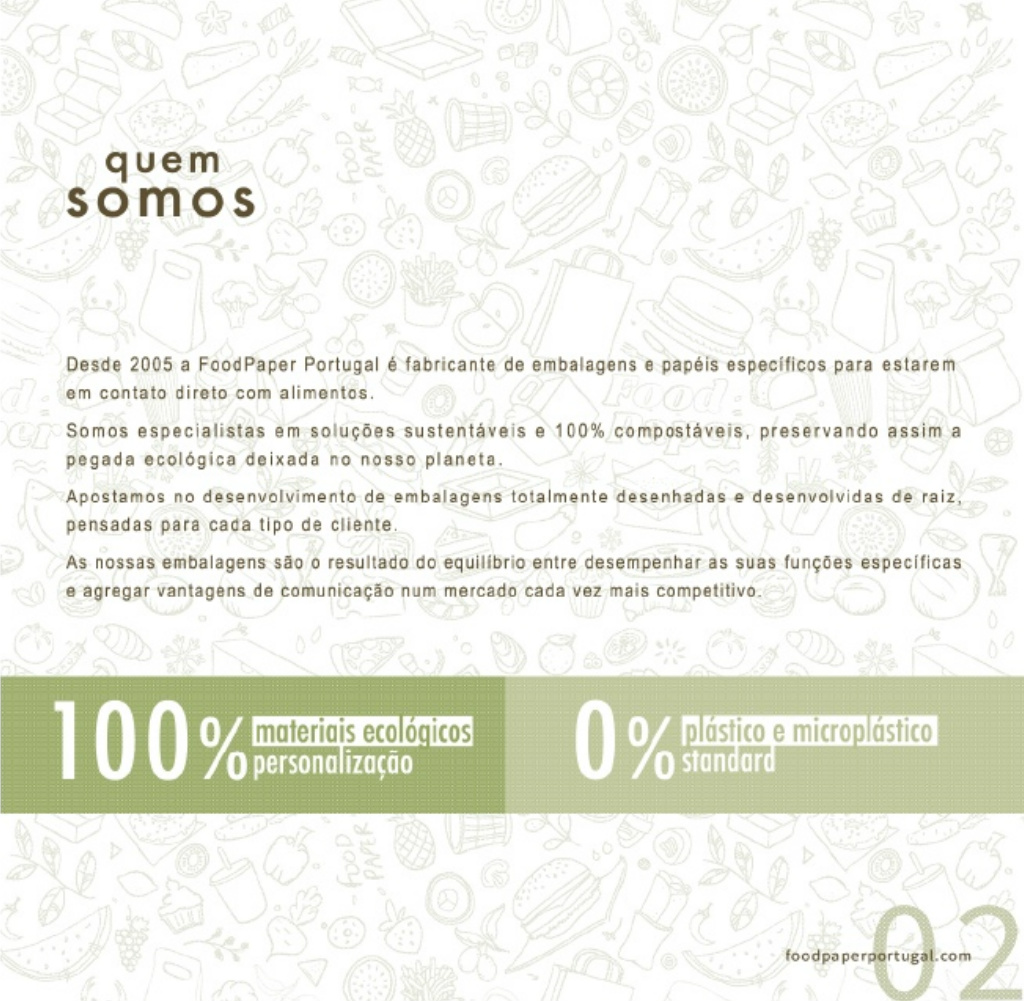 quem
somos
Desde 2005 a FoodPaper Portugal é fabricante de embalagens e papéis específicos para estarem
em contato direto com alimentos.
Somos especialistas em soluções sustentáveis e 100% compostáveis, preservando assim a
pegada ecológica deixada no nosso planeta.
Apostamos no desenvolvimento de embalagens totalmente desenhadas e desenvolvidas de raiz,
pensadas para cada tipo de cliente.
As nossas embalagens são o resultado do equilíbrio entre desempenhar as suas funções específicas
e agregar vantagens de comunicação num mercado cada vez mais competitivo.
100% materiais ecológicos
personalização
0% plástico e microplástico
standard
foodpaperportugal.com
02